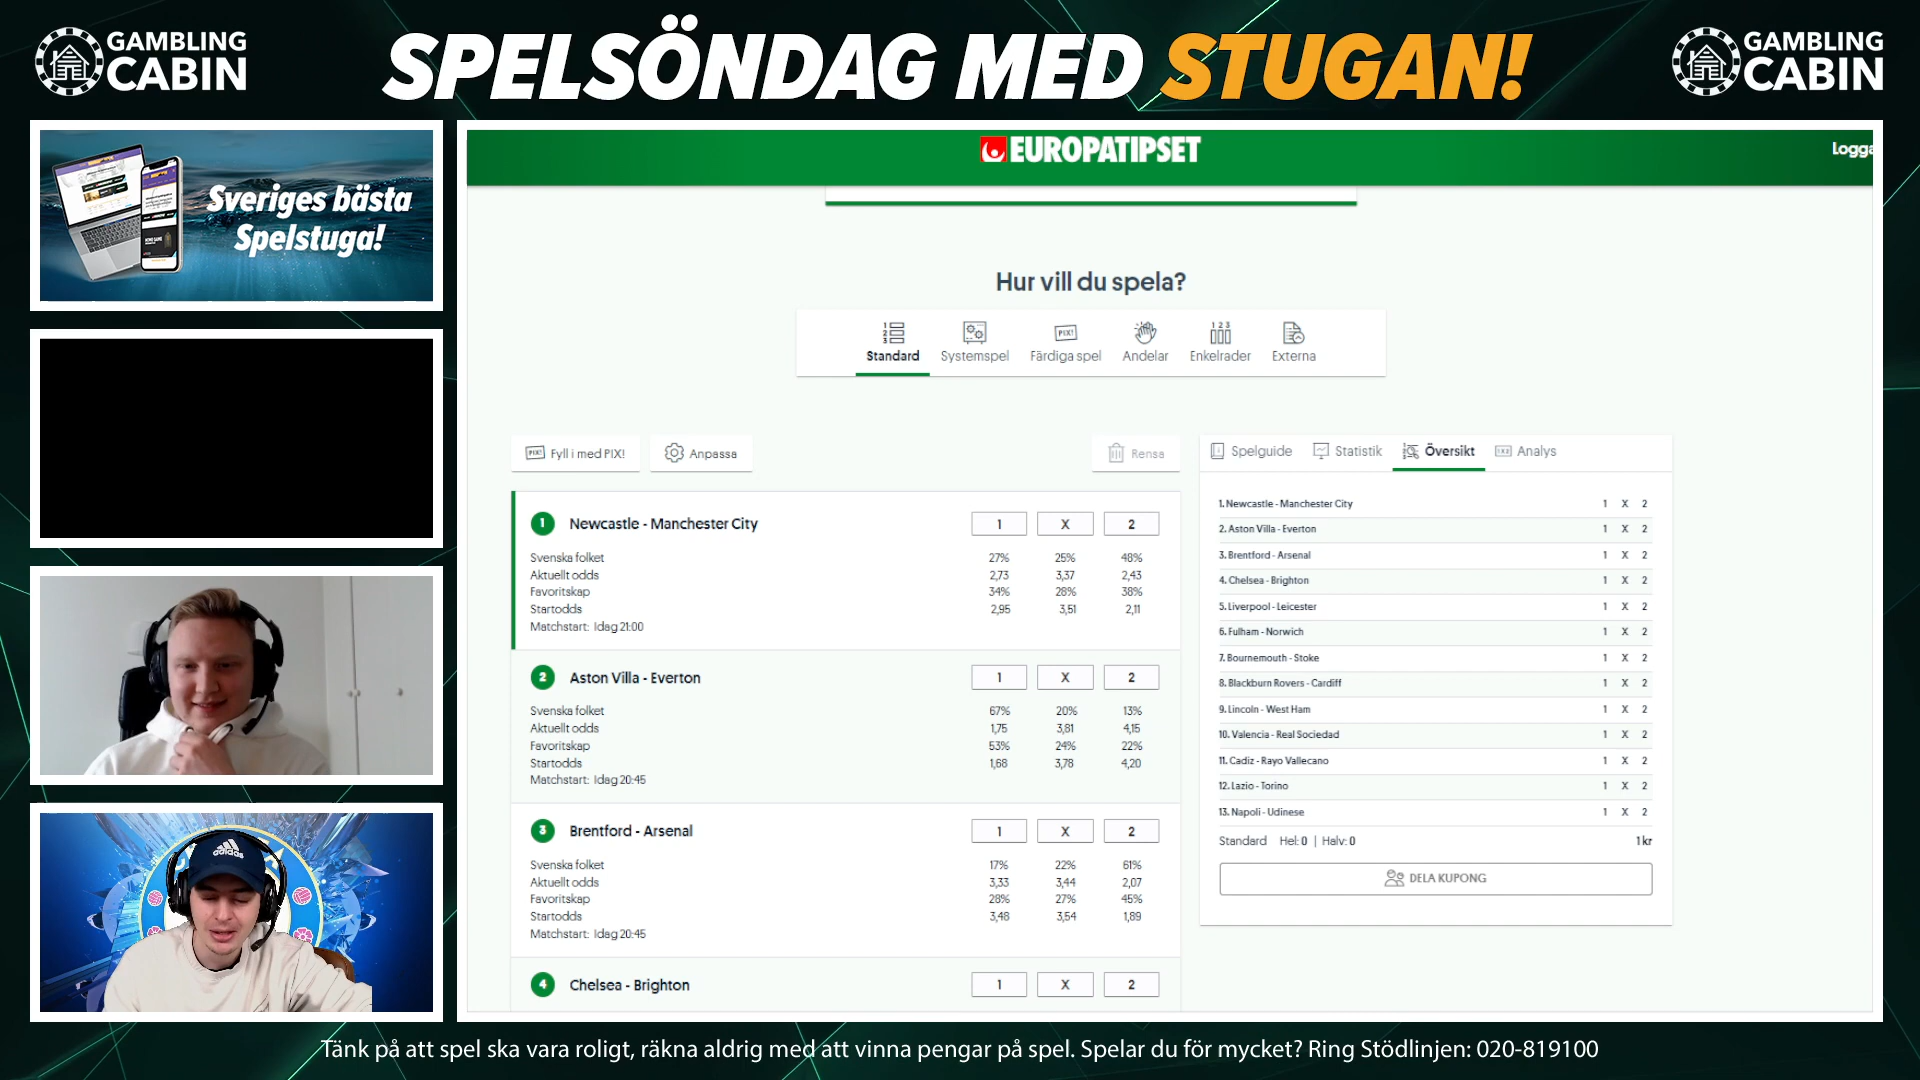 GAMBLING
CABIN
SPELSÖNDAG MED STUGAN!
GAMBLING
CABIN
Sveriges bästa
Spelstuga!
adidas
EUROPATIPSET
Logga
Hur vill du spela?
Standard Systemspel Färdiga spel Andelar Enkelrader Externa
Fyll i med PIX! Anpassa Rensa
1 Newcastle - Manchester City 1 X 2
Svenska folket 27% 25% 48%
Aktuellt odds 2,73 3,37 2,43
Favoritskap 34% 28% 38%
Startodds 2,95 3,51 2,11
Matchstart: Idag 21:00
2 Aston Villa - Everton 1 X 2
Svenska folket 67% 20% 13%
Aktuellt odds 1,75 3,81 4,15
Favoritskap 53% 24% 22%
Startodds 1,68 3,78 4,20
Matchstart: Idag 20:45
3 Brentford - Arsenal 1 X 2
Svenska folket 17% 22% 61%
Aktuellt odds 3,33 3,44 2,07
Favoritskap 28% 27% 45%
Startodds 3,48 3,54 1,89
Matchstart: Idag 20:45
4 Chelsea - Brighton 1 X 2
Spelguide Statistik Översikt Analys
1. Newcastle - Manchester City 1 X 2
2. Aston Villa - Everton 1 X 2
3. Brentford - Arsenal 1 X 2
4. Chelsea - Brighton 1 X 2
5. Liverpool - Leicester 1 X 2
6. Fulham - Norwich 1 X 2
7. Bournemouth - Stoke 1 X 2
8. Blackburn Rovers - Cardiff 1 X 2
9. Lincoln - West Ham 1 X 2
10. Valencia - Real Sociedad 1 X 2
11. Cadiz - Rayo Vallecano 1 X 2
12. Lazio - Torino 1 X 2
13. Napoli - Udinese 1 X 2
Standard Hel: 0 | Halv: 0 1 kr
DELA KUPONG
Tänk på att spel ska vara roligt, räkna aldrig med att vinna pengar på spel. Spelar du för mycket? Ring Stödlinjen: 020-819100